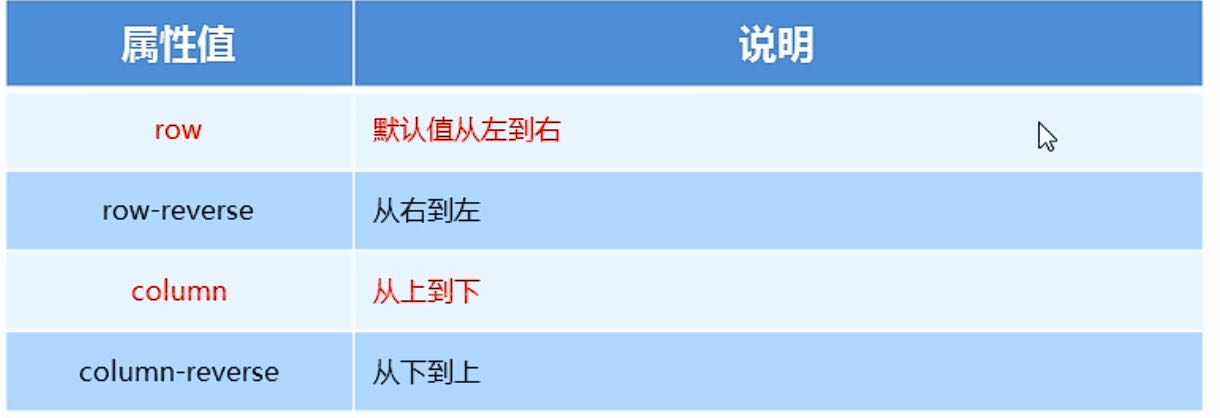 属性值 说明
row 默认值从左到右
row-reverse 从右到左
column 从上到下
column-reverse 从下到上